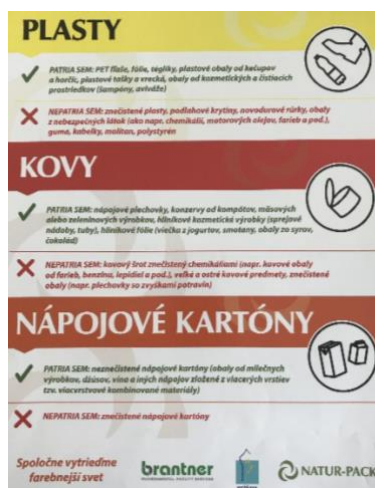 PLASTY
PATRIA SEM: PET fľaše, fólie, tégliky, plastové obaly od kečupov
a horčíc, plastové tašky a vrecká, obaly od kozmetických a čistiacich
prostriedkov (šampóny, aviváže)
NEPATRIA SEM: znečistené plasty, podlahové krytiny, novodurové rúrky, obaly
z nebezpečných látok (ako napr. chemikálií, motorových olejov, farieb a pod.),
guma, kabelky, molitan, polystyrén
KOVY
PATRIA SEM: nápojové plechovky, konzervy od kompótov, mäsových
alebo zeleninových výrobkov, hliníkové kozmetické výrobky (sprejové
nádoby, tuby), hliníkové fólie (viečka z jogurtov, smotany, obaly zo syrov,
čokolád)
NEPATRIA SEM: kovový šrot znečistený chemikáliami (napr. kovové obaly
od farieb, benzínu, lepidiel a pod.), veľké a ostré kovové predmety, znečistené
obaly (napr. plechovky so zvyškami potravín)
NÁPOJOVÉ KARTÓNY
PATRIA SEM: neznečistené nápojové kartóny (obaly od mliečnych
výrobkov, džúsov, vína a iných nápojov zložené z viacerých vrstiev
tzv. viacvrstvové kombinované materiály)
NEPATRIA SEM: znečistené nápojové kartóny
Spoločne vytrieďme
farebnejší svet
brantner
NATUR-PACK